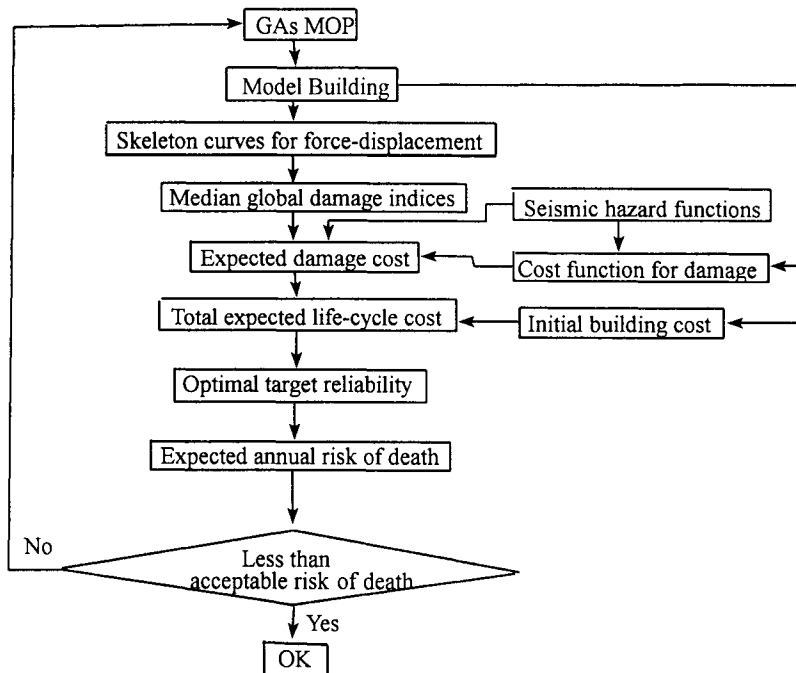 GAs MOP
Model Building
Skeleton curves for force-displacement
Median global damage indices
Seismic hazard functions
Expected damage cost
Cost function for damage
Total expected life-cycle cost
Initial building cost
Optimal target reliability
Expected annual risk of death
No
Less than
acceptable risk of death
Yes
OK